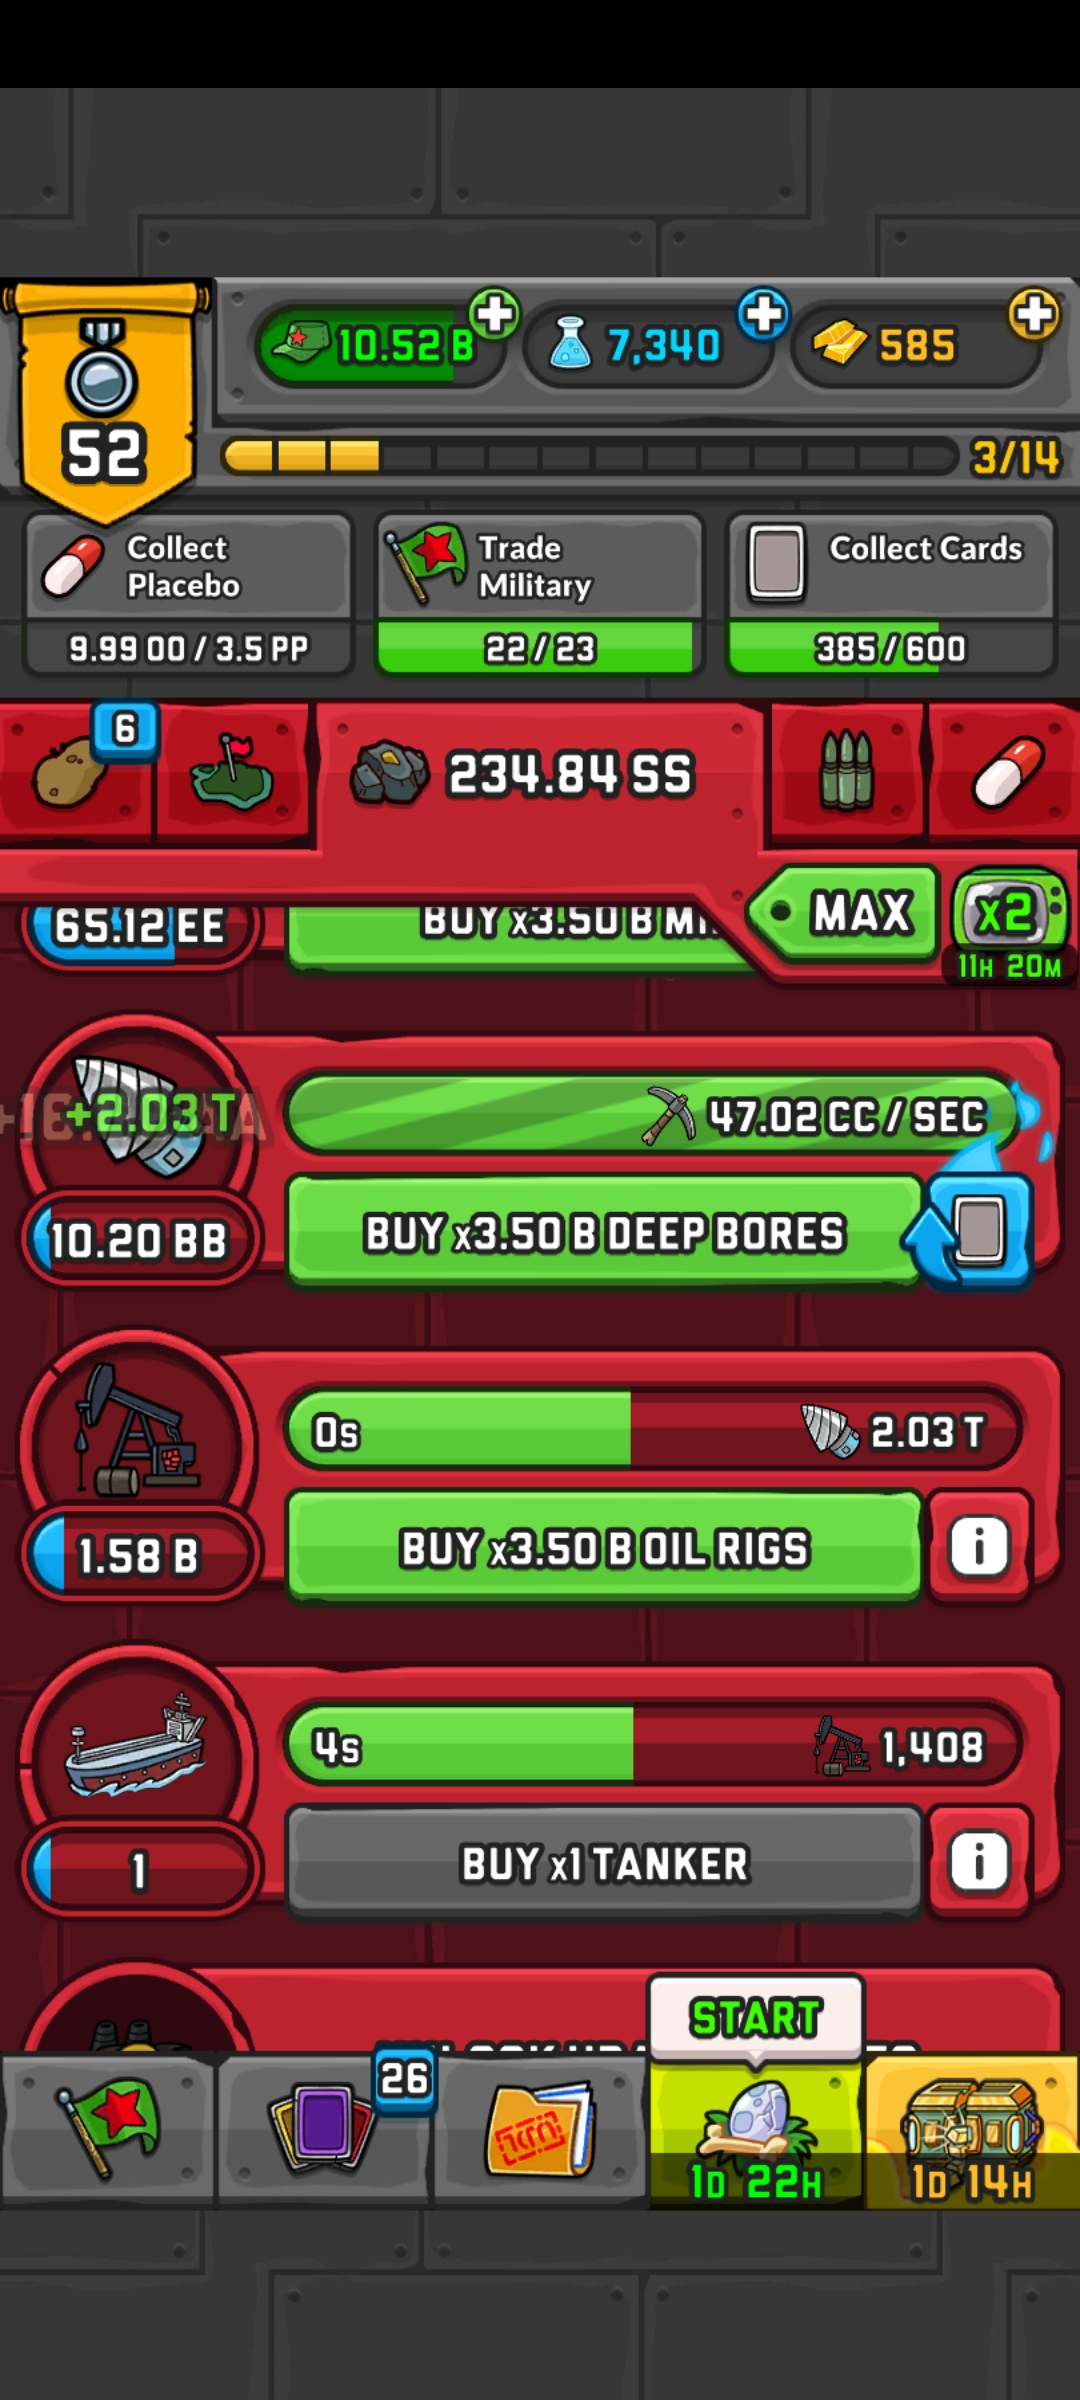 10.52 B
7,340
585
52
3/14
Collect
Placebo
9.99 OO / 3.5 PP
Trade
Military
22 / 23
Collect Cards
385 / 600
6
234.84 SS
MAX
x2
11H 20M
65.12 EE
BUY x3.50 B
+2.03 T
47.02 CC / SEC
10.20 BB
BUY x3.50 B DEEP BORES
0s
2.03 T
1.58 B
BUY x3.50 B OIL RIGS
i
4s
1,408
1
BUY x1 TANKER
i
START
26
1D 22H
1D 14H